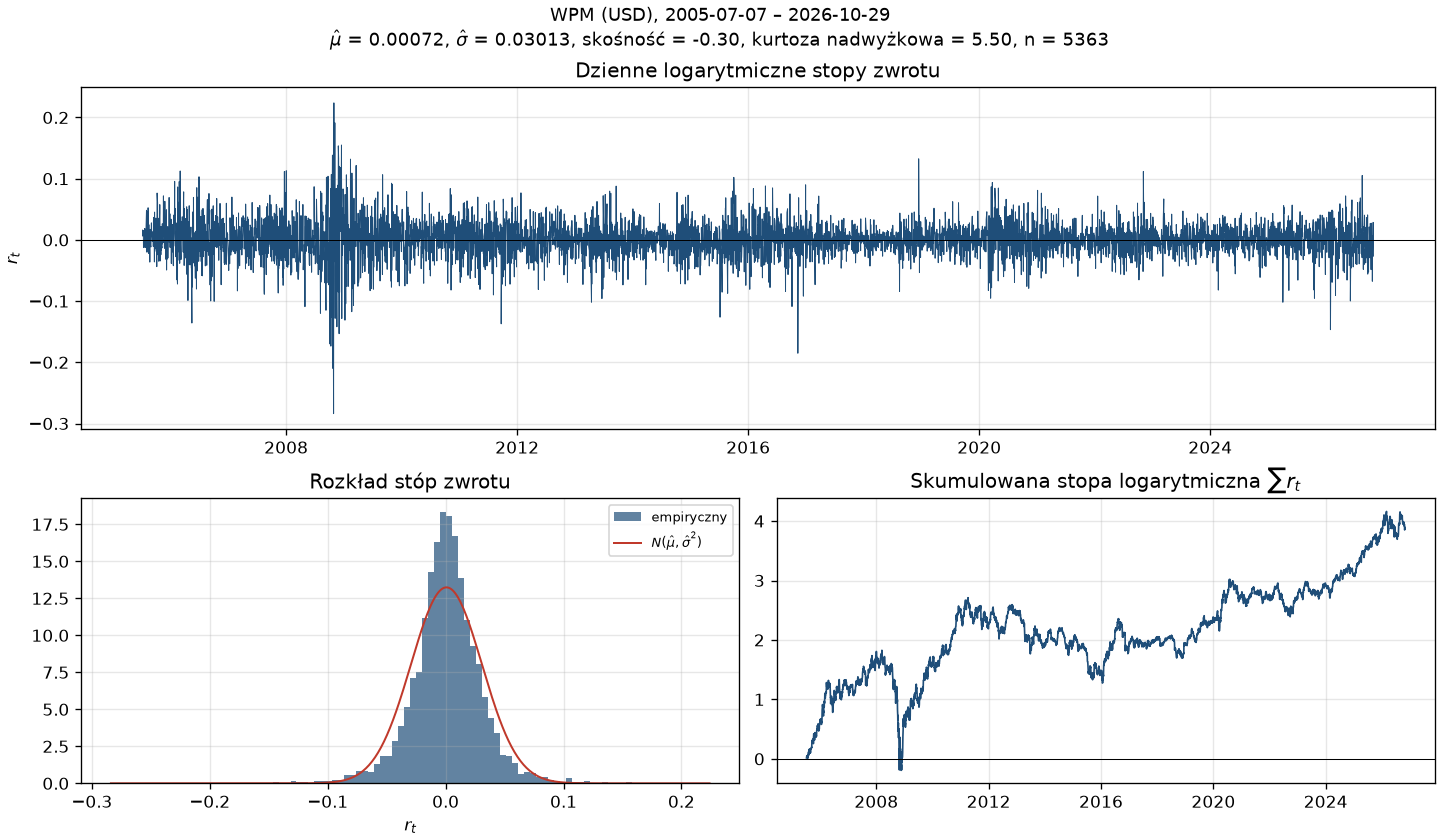 WPM (USD), 2005-07-07 – 2026-10-29
μ̂ = 0.00072, σ̂ = 0.03013, skośność = -0.30, kurtoza nadwyżkowa = 5.50, n = 5363
Dzienne logarytmiczne stopy zwrotu
0.2
0.1
0.0
−0.1
−0.2
−0.3
r_t
2008 2012 2016 2020 2024
Rozkład stóp zwrotu
17.5
15.0
12.5
10.0
7.5
5.0
2.5
0.0
empiryczny
N(μ̂, σ̂²)
−0.3 −0.2 −0.1 0.0 0.1 0.2
r_t
Skumulowana stopa logarytmiczna ∑r_t
4
3
2
1
0
2008 2012 2016 2020 2024